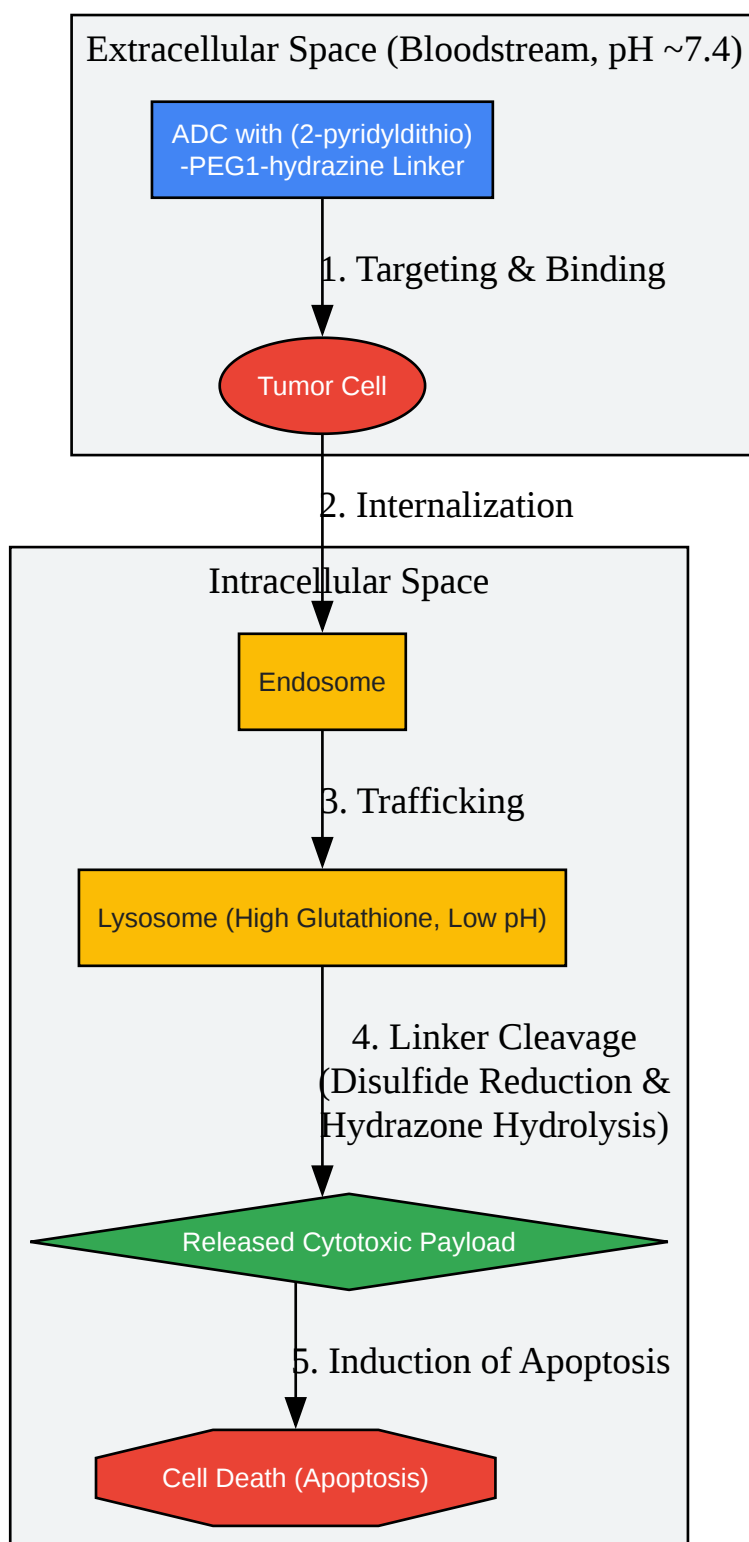 Extracellular Space (Bloodstream, pH ~7.4)
ADC with (2-pyridyldithio)
-PEG1-hydrazine Linker
1. Targeting & Binding
Tumor Cell
2. Internalization
Intracellular Space
Endosome
3. Trafficking
Lysosome (High Glutathione, Low pH)
4. Linker Cleavage
(Disulfide Reduction &
Hydrazone Hydrolysis)
Released Cytotoxic Payload
5. Induction of Apoptosis
Cell Death (Apoptosis)